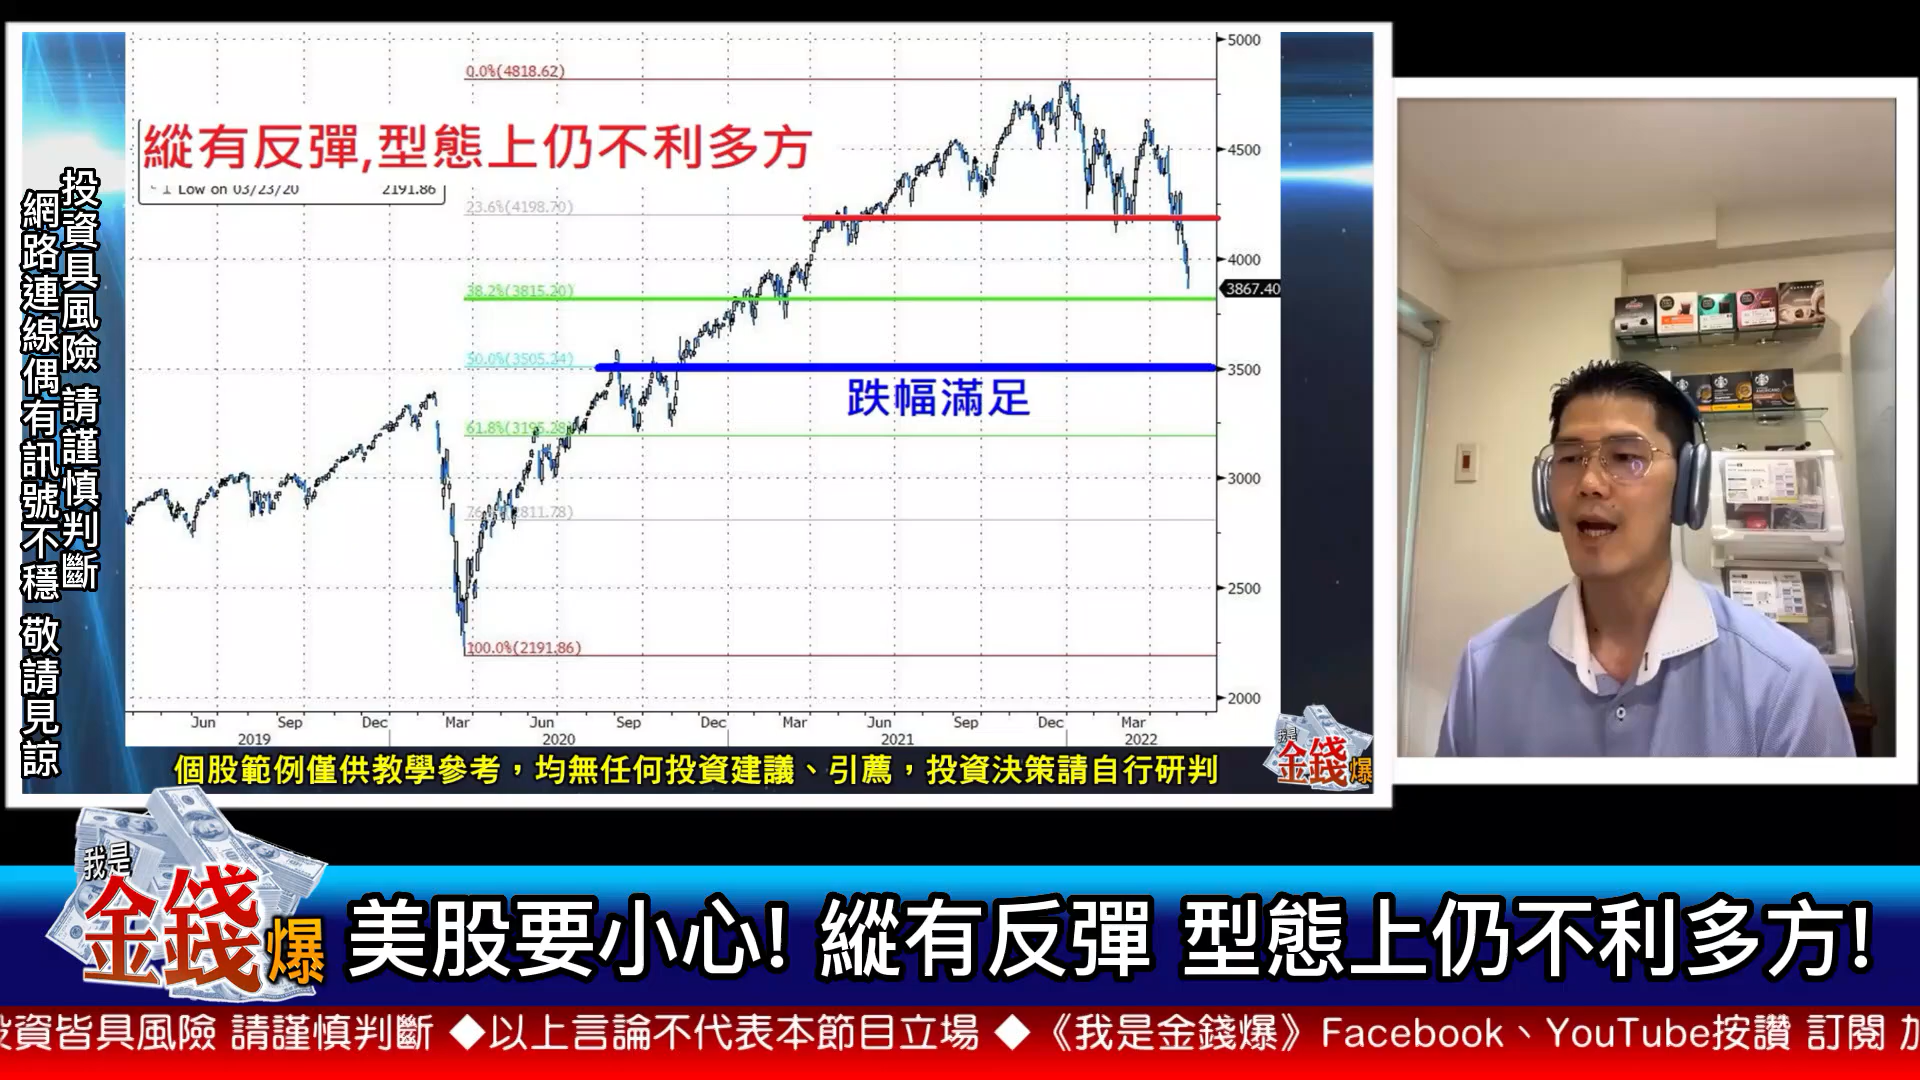 投資具風險 請謹慎判斷
網路連線偶有訊號不穩 敬請見諒
縱有反彈,型態上仍不利多方
Low on 03/23/20 2191.86
0.0%(4818.62)
23.6%(4198.70)
38.2%(3815.20)
50.0%(3505.24)
61.8%(3195.28)
跌幅滿足
100.0%(2191.86)
5000
4500
4000
3867.40
3500
3000
2500
2000
Jun Sep Dec Mar Jun Sep Dec Mar Jun Sep Dec Mar
2019 2020 2021 2022
個股範例僅供教學參考，均無任何投資建議、引薦，投資決策請自行研判
我是
金錢爆
我是
金錢爆
美股要小心! 縱有反彈 型態上仍不利多方!
資皆具風險 請謹慎判斷 ◆以上言論不代表本節目立場 ◆《我是金錢爆》Facebook、YouTube按讚 訂閱